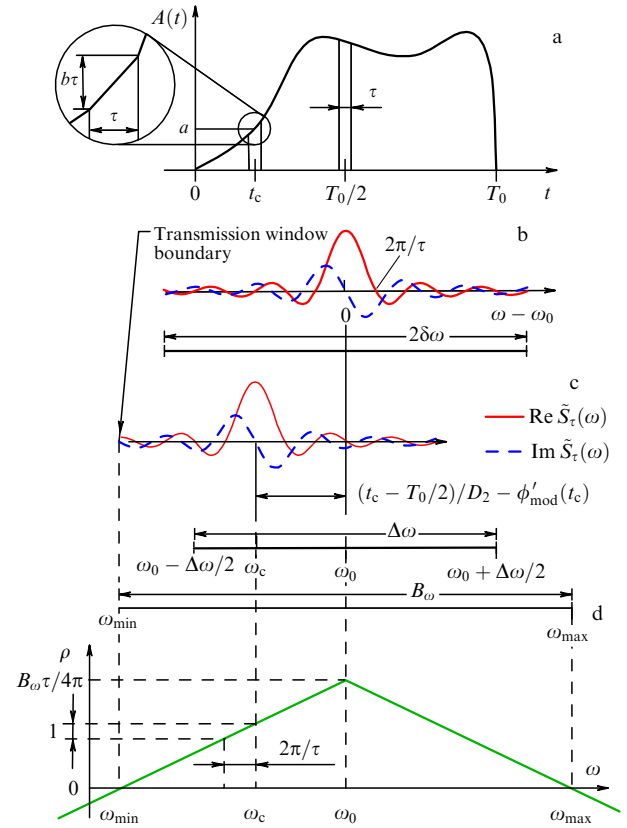 A(t)
a
bτ
τ
τ
a
0
t_c
T_0/2
T_0
t
Transmission window
boundary
b
2π/τ
0
ω − ω_0
2δω
c
Re S̃_τ(ω)
Im S̃_τ(ω)
(t_c − T_0/2)/D_2 − ϕ′_mod(t_c)
Δω
ω_0 − Δω/2
ω_c
ω_0
ω_0 + Δω/2
B_ω
d
ω_min
ω_max
ρ
B_ωτ/4π
1
2π/τ
0
ω
ω_min
ω_c
ω_0
ω_max